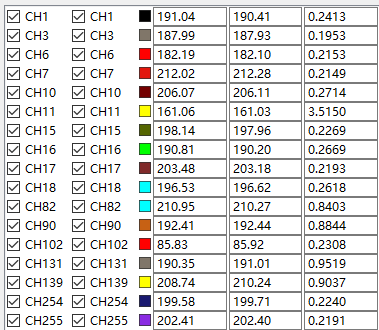 CH1 CH1 191.04 190.41 0.2413
CH3 CH3 187.99 187.93 0.1953
CH6 CH6 182.19 182.10 0.2153
CH7 CH7 212.02 212.28 0.2149
CH10 CH10 206.07 206.11 0.2714
CH11 CH11 161.06 161.03 3.5150
CH15 CH15 198.14 197.96 0.2269
CH16 CH16 190.81 190.20 0.2669
CH17 CH17 203.48 203.18 0.2193
CH18 CH18 196.53 196.62 0.2618
CH82 CH82 210.95 210.27 0.8403
CH90 CH90 192.41 192.44 0.8844
CH102 CH102 85.83 85.92 0.2308
CH131 CH131 190.35 191.01 0.9519
CH139 CH139 208.74 210.24 0.9037
CH254 CH254 199.58 199.71 0.2240
CH255 CH255 202.41 202.40 0.2191